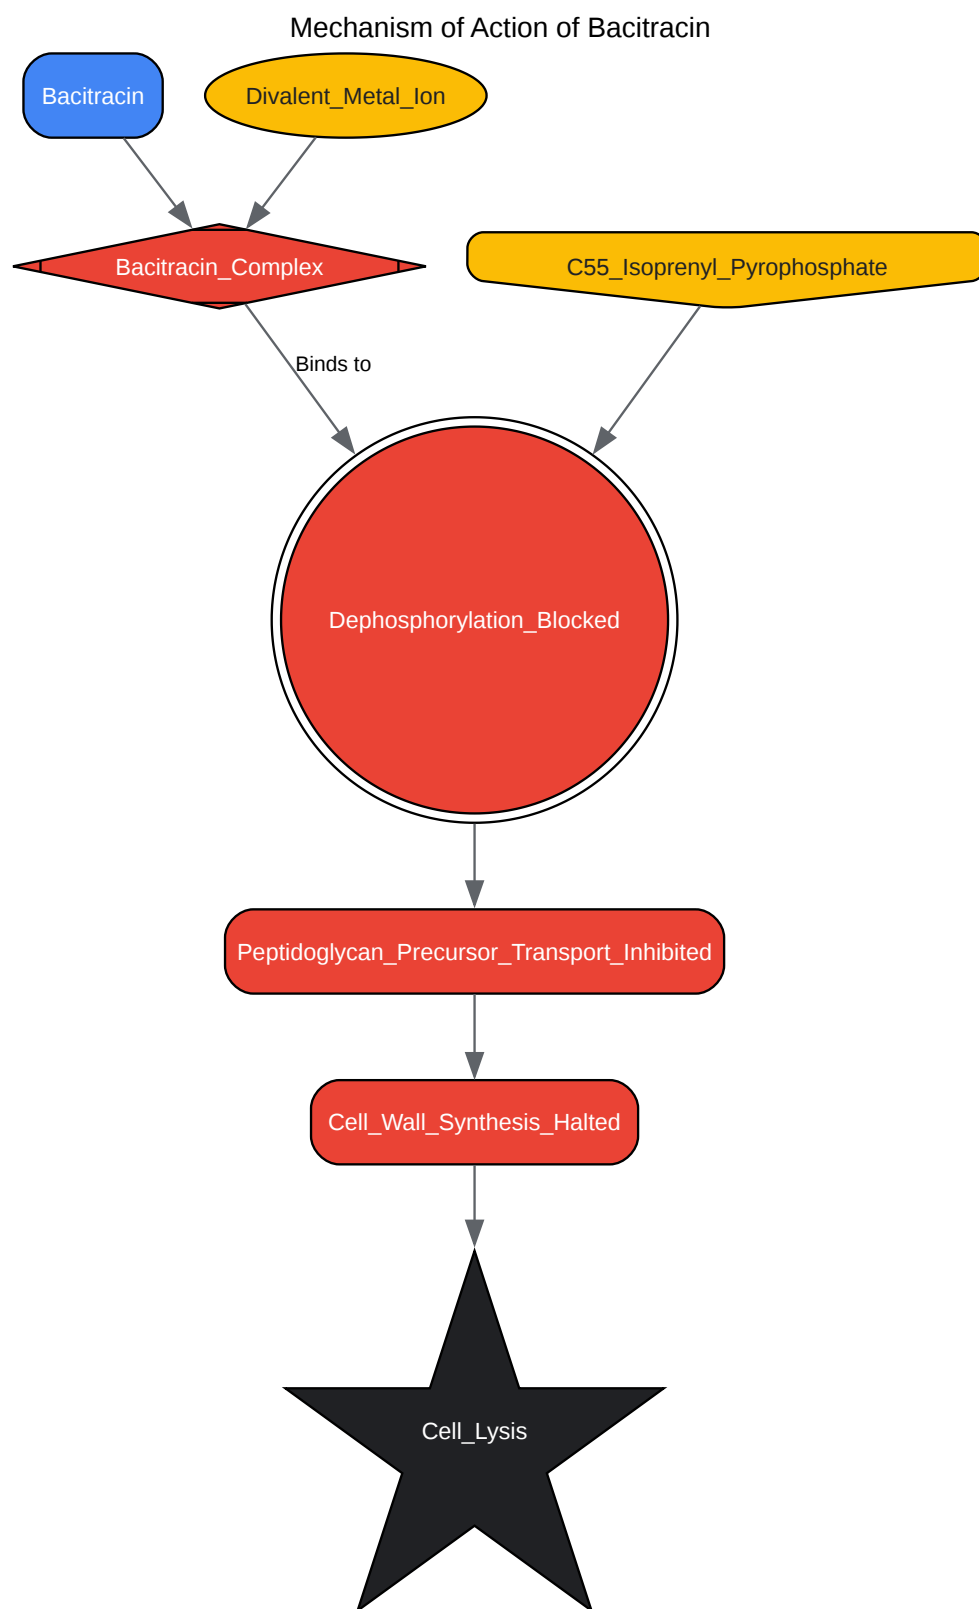 Mechanism of Action of Bacitracin
Bacitracin
Divalent_Metal_Ion
Bacitracin_Complex
C55_Isoprenyl_Pyrophosphate
Binds to
Dephosphorylation_Blocked
Peptidoglycan_Precursor_Transport_Inhibited
Cell_Wall_Synthesis_Halted
Cell_Lysis